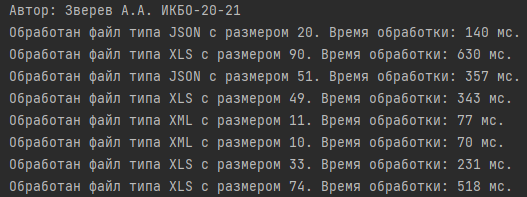 Автор: Зверев А.А. ИКБО-20-21
Обработан файл типа JSON с размером 20. Время обработки: 140 мс.
Обработан файл типа XLS с размером 90. Время обработки: 630 мс.
Обработан файл типа JSON с размером 51. Время обработки: 357 мс.
Обработан файл типа XLS с размером 49. Время обработки: 343 мс.
Обработан файл типа XML с размером 11. Время обработки: 77 мс.
Обработан файл типа XML с размером 10. Время обработки: 70 мс.
Обработан файл типа XLS с размером 33. Время обработки: 231 мс.
Обработан файл типа XLS с размером 74. Время обработки: 518 мс.